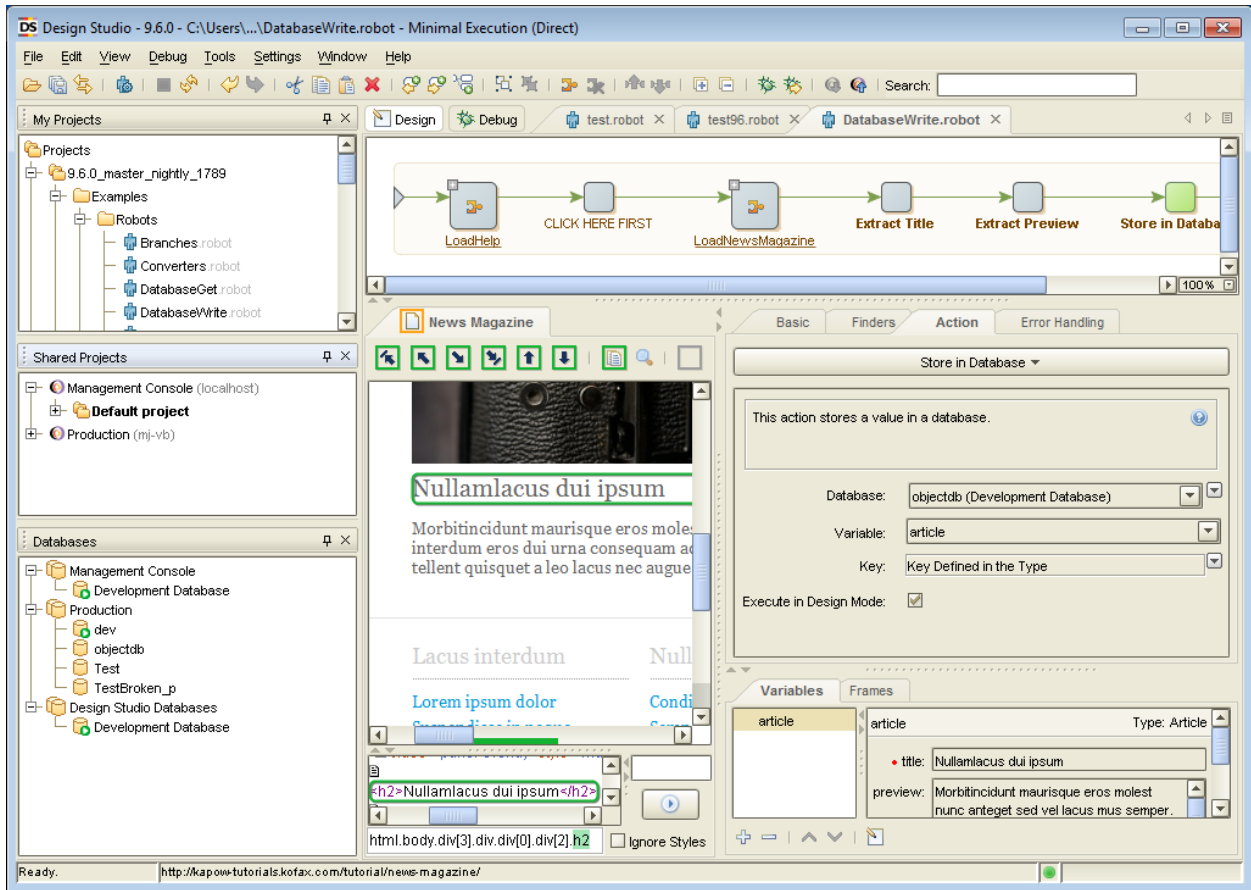 DS Design Studio - 9.6.0 - C:\Users\...\DatabaseWrite.robot - Minimal Execution (Direct)
File Edit View Debug Tools Settings Window Help
Search:
My Projects
Projects
9.6.0_master_nightly_1789
Examples
Robots
Branches.robot
Converters.robot
DatabaseGet.robot
DatabaseWrite.robot
Shared Projects
Management Console (localhost)
Default project
Production (mj-vb)
Databases
Management Console
Development Database
Production
dev
objectdb
Test
TestBroken_p
Design Studio Databases
Development Database
Design Debug test.robot test96.robot DatabaseWrite.robot
LoadHelp CLICK HERE FIRST LoadNewsMagazine Extract Title Extract Preview Store in Databa
100%
News Magazine
Nullamlacus dui ipsum
Morbitincidunt maurisque eros moles
interdum eros dui urna consequam ac
tellent quisquet a leo lacus nec augue
Lacus interdum Null
Lorem ipsum dolor Condi
<h2>Nullamlacus dui ipsum</h2>
html.body.div[3].div.div[0].div[2].h2 Ignore Styles
Basic Finders Action Error Handling
Store in Database
This action stores a value in a database.
Database: objectdb (Development Database)
Variable: article
Key: Key Defined in the Type
Execute in Design Mode:
Variables Frames
article
article Type: Article
title: Nullamlacus dui ipsum
preview: Morbitincidunt maurisque eros molest
nunc anteget sed vel lacus mus semper.
Ready. http://kapow-tutorials.kofax.com/tutorial/news-magazine/